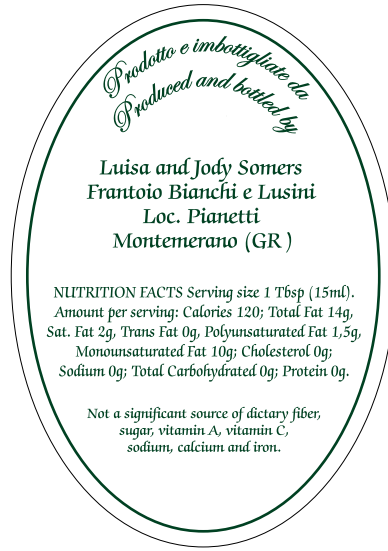 Prodotto e imbottigliate da
Produced and bottled by
Luisa and Jody Somers
Frantoio Bianchi e Lusini
Loc. Pianetti
Montemerano (GR )
NUTRITION FACTS Serving size 1 Tbsp (15ml).
Amount per serving: Calories 120; Total Fat 14g,
Sat. Fat 2g, Trans Fat 0g, Polyunsaturated Fat 1,5g,
Monounsaturated Fat 10g; Cholesterol 0g;
Sodium 0g; Total Carbohydrated 0g; Protein 0g.
Not a significant source of dictary fiber,
sugar, vitamin A, vitamin C,
sodium, calcium and iron.